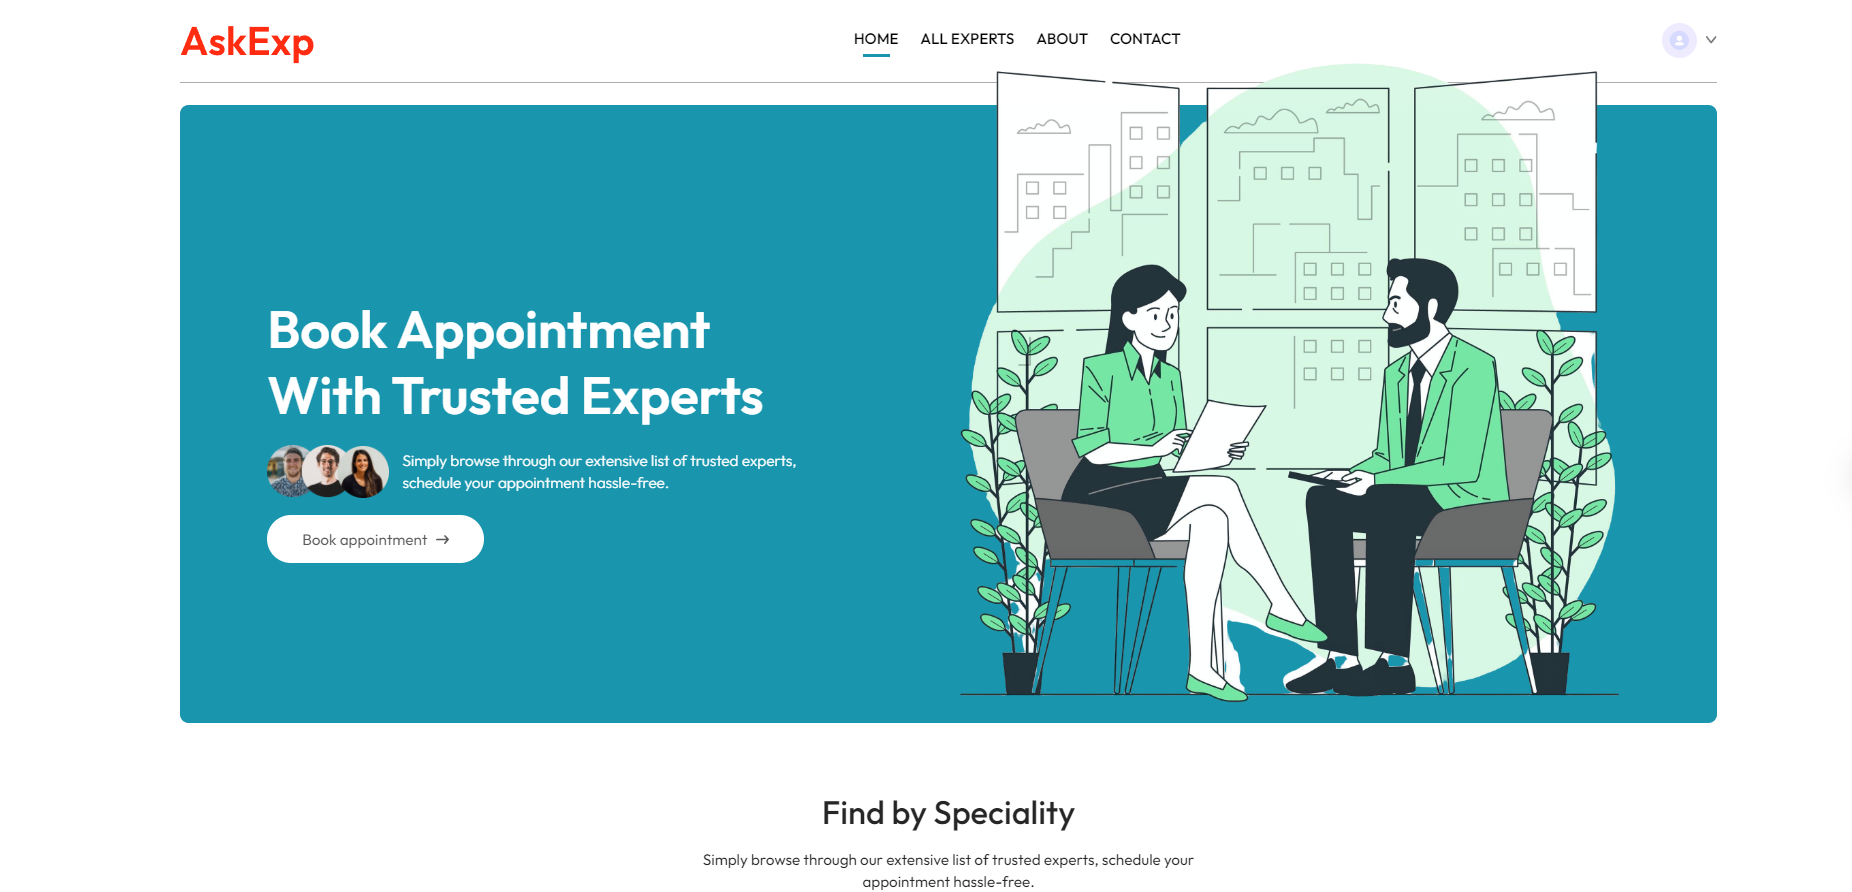 AskExp
HOME ALL EXPERTS ABOUT CONTACT
Book Appointment
With Trusted Experts
Simply browse through our extensive list of trusted experts,
schedule your appointment hassle-free.
Book appointment →
Find by Speciality
Simply browse through our extensive list of trusted experts, schedule your
appointment hassle-free.